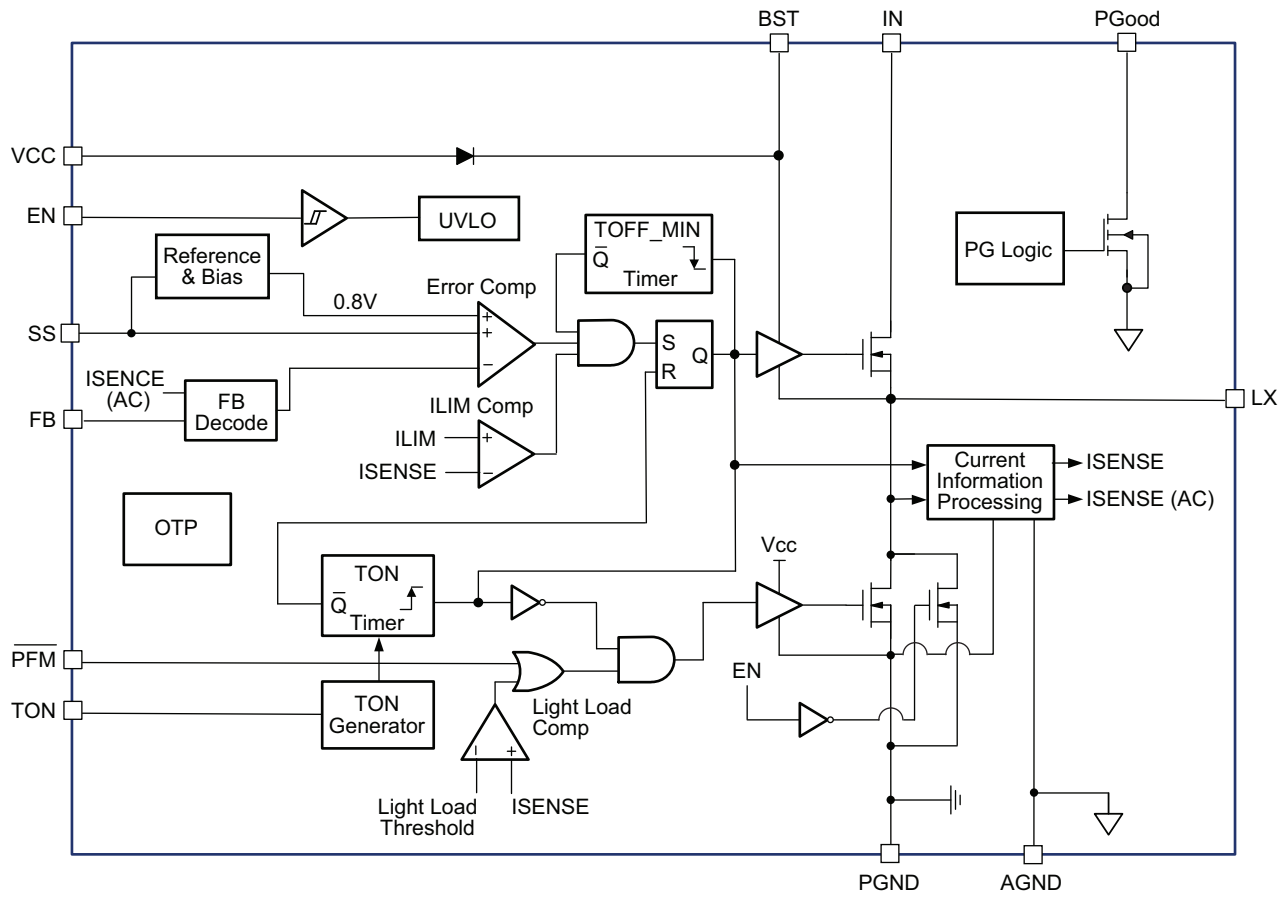 BST
IN
PGood
VCC
EN
UVLO
TOFF_MIN
Q̅
Timer
PG Logic
Reference
& Bias
Error Comp
0.8V
+
+
−
SS
S
Q
R
ISENCE
(AC)
FB
Decode
FB
ILIM Comp
ILIM
+
ISENSE
−
LX
Current
Information
Processing
ISENSE
ISENSE (AC)
OTP
Vcc
TON
Q̅
Timer
P̅F̅M̅
EN
TON
TON
Generator
Light Load
Comp
−
+
Light Load
Threshold
ISENSE
PGND
AGND